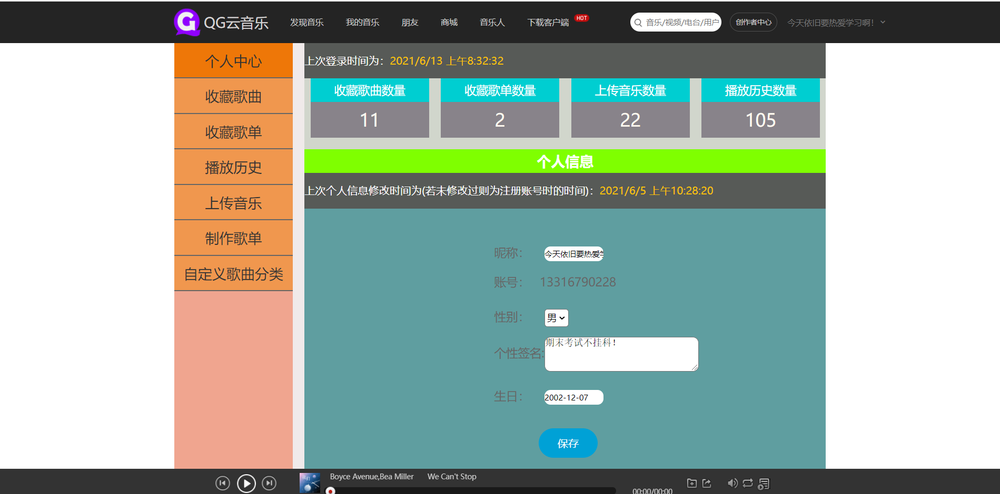 QG云音乐 发现音乐 我的音乐 朋友 商城 音乐人 下载客户端 HOT 音乐/视频/电台/用户 创作者中心 今天依旧要热爱学习啊！
个人中心
收藏歌曲
收藏歌单
播放历史
上传音乐
制作歌单
自定义歌曲分类
上次登录时间为：2021/6/13 上午8:32:32
收藏歌曲数量 收藏歌单数量 上传音乐数量 播放历史数量
11 2 22 105
个人信息
上次个人信息修改时间为(若未修改过则为注册账号时的时间)：2021/6/5 上午10:28:20
昵称： 今天依旧要热爱学
账号： 13316790228
性别： 男
个性签名: 期末考试不挂科！
生日： 2002-12-07
保存
Boyce Avenue,Bea Miller We Can't Stop
00:00/00:00